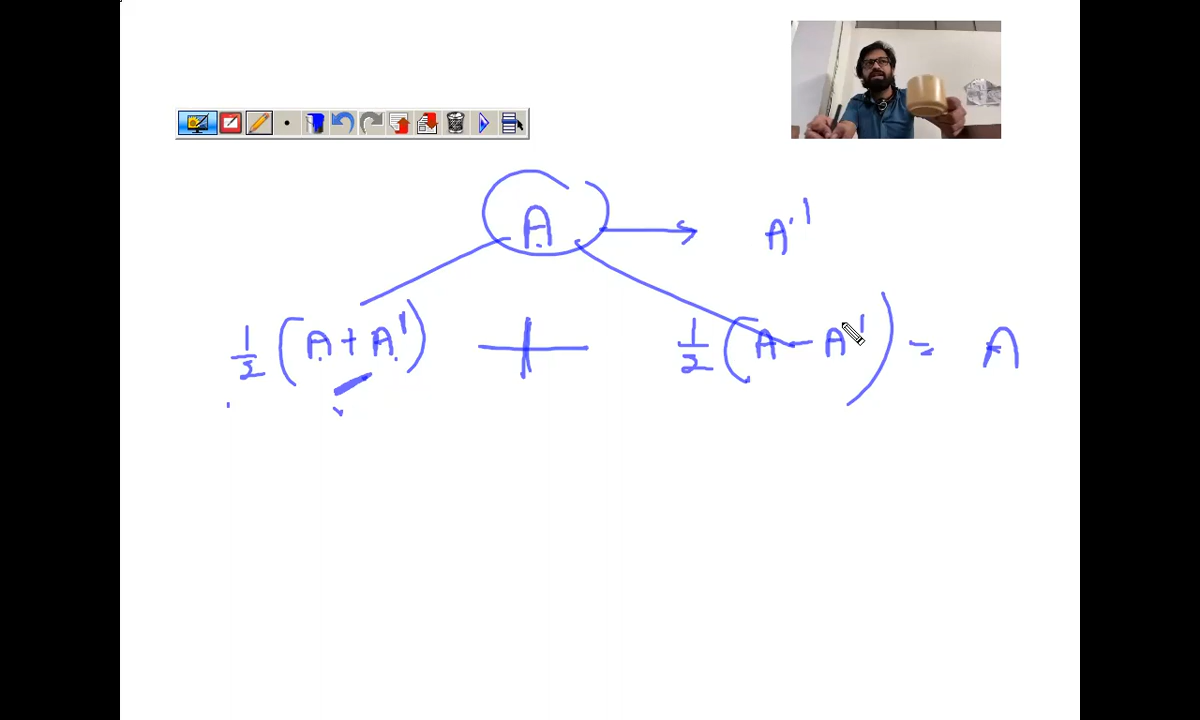 A → A'
1/2 (A + A') + 1/2 (A - A') = A